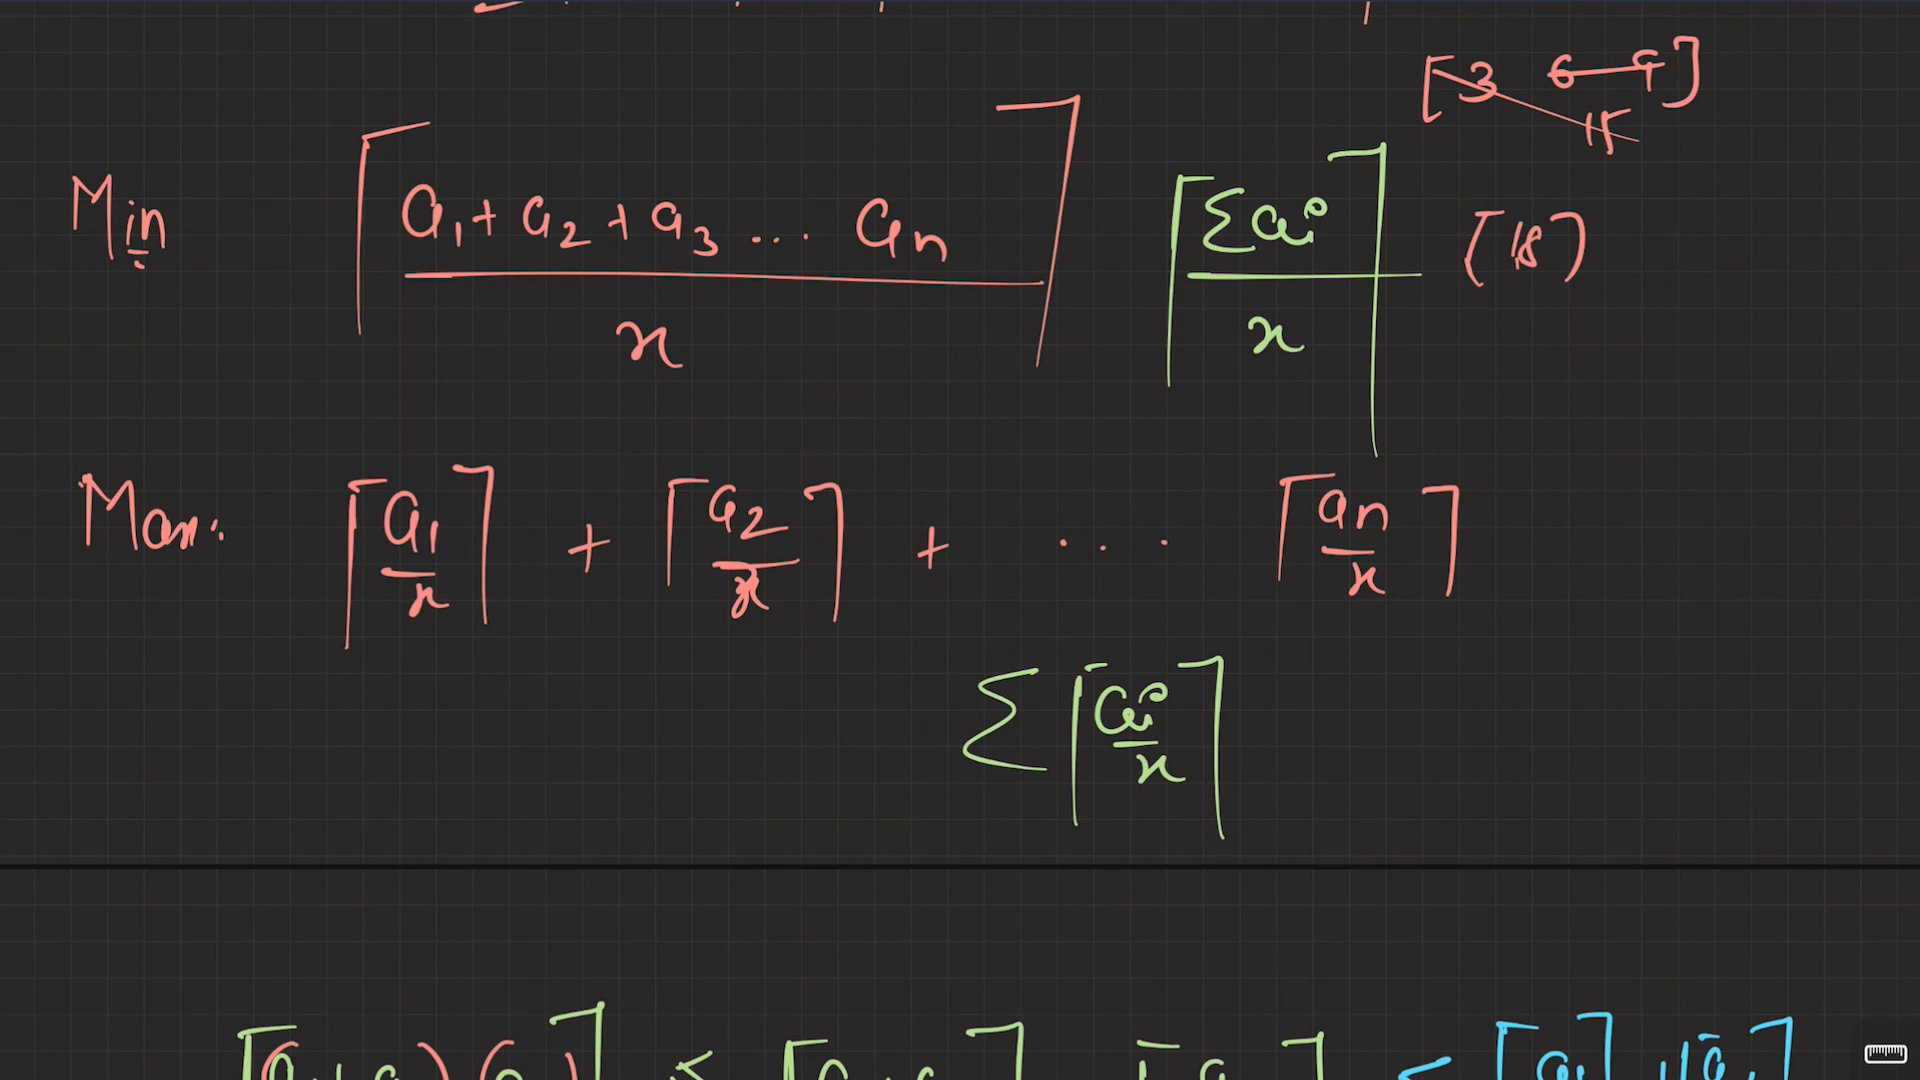 [3 6 9]
15
Min ⌈a₁ + a₂ + a₃ ... aₙ / x⌉ ⌈Σaᵢ / x⌉ [18]
Max: ⌈a₁ / x⌉ + ⌈a₂ / x⌉ + ... ⌈aₙ / x⌉
Σ ⌈aᵢ / x⌉